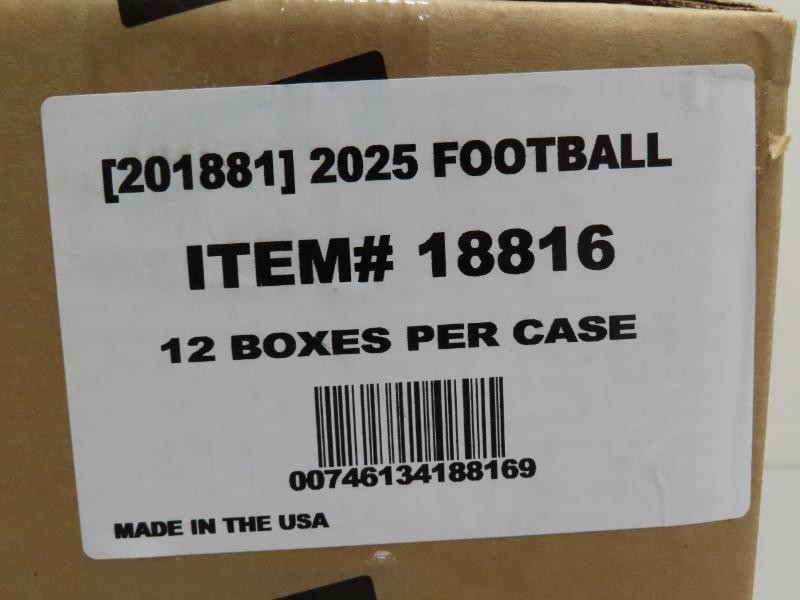 [201881] 2025 FOOTBALL
ITEM# 18816
12 BOXES PER CASE
00746134188169
MADE IN THE USA